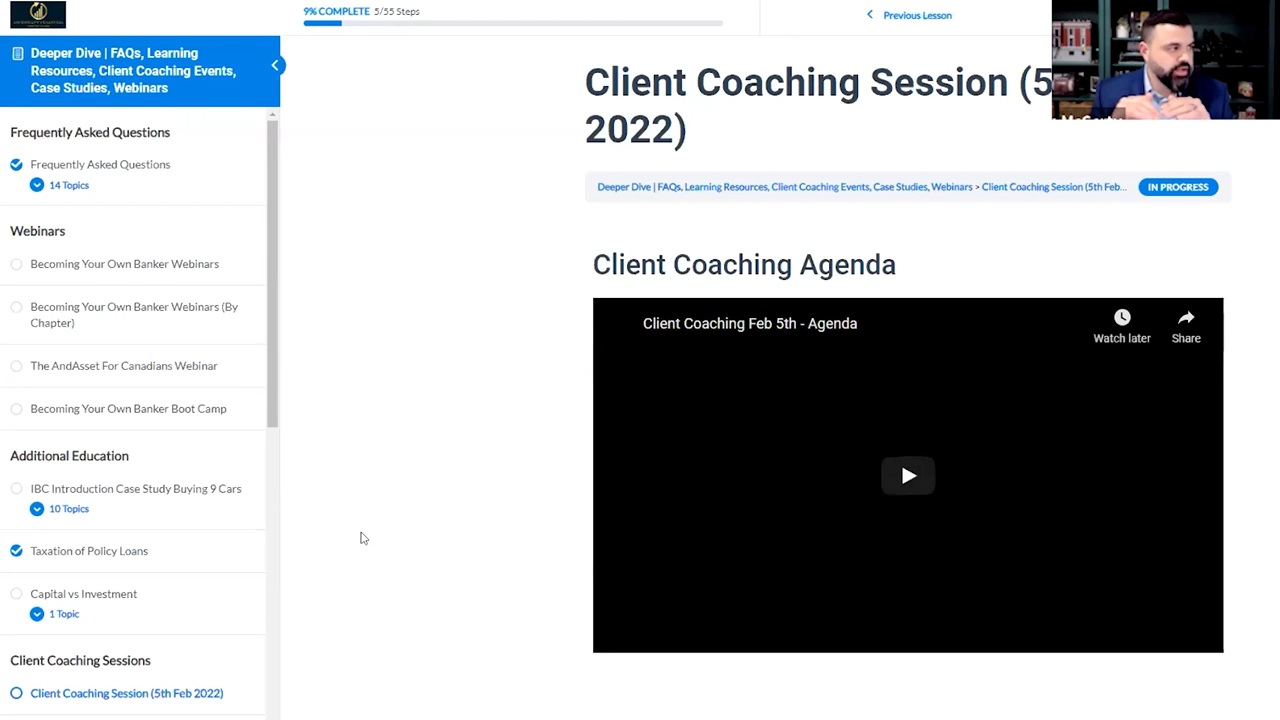 9% COMPLETE 5/55 Steps
Previous Lesson
Deeper Dive | FAQs, Learning
Resources, Client Coaching Events,
Case Studies, Webinars
Frequently Asked Questions
Frequently Asked Questions
14 Topics
Webinars
Becoming Your Own Banker Webinars
Becoming Your Own Banker Webinars (By
Chapter)
The AndAsset For Canadians Webinar
Becoming Your Own Banker Boot Camp
Additional Education
IBC Introduction Case Study Buying 9 Cars
10 Topics
Taxation of Policy Loans
Capital vs Investment
1 Topic
Client Coaching Sessions
Client Coaching Session (5th Feb 2022)
Client Coaching Session (5
2022)
Deeper Dive | FAQs, Learning Resources, Client Coaching Events, Case Studies, Webinars > Client Coaching Session (5th Feb...
IN PROGRESS
Client Coaching Agenda
Client Coaching Feb 5th - Agenda
Watch later
Share